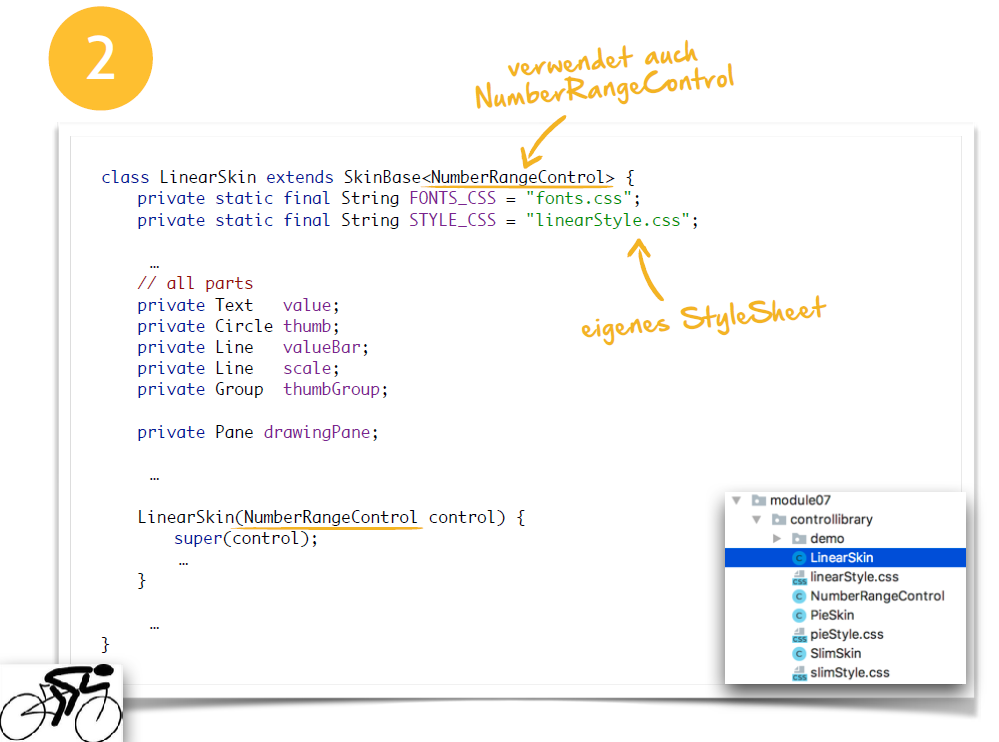 2
verwendet auch
NumberRangeControl
class LinearSkin extends SkinBase<NumberRangeControl> {
    private static final String FONTS_CSS = "fonts.css";
    private static final String STYLE_CSS = "linearStyle.css";
    …
    // all parts
    private Text   value;
    private Circle thumb;
    private Line   valueBar;
    private Line   scale;
    private Group  thumbGroup;
    private Pane drawingPane;
    …
    LinearSkin(NumberRangeControl control) {
        super(control);
        …
    }
    …
}
eigenes StyleSheet
module07
controllibrary
demo
LinearSkin
linearStyle.css
NumberRangeControl
PieSkin
pieStyle.css
SlimSkin
slimStyle.css